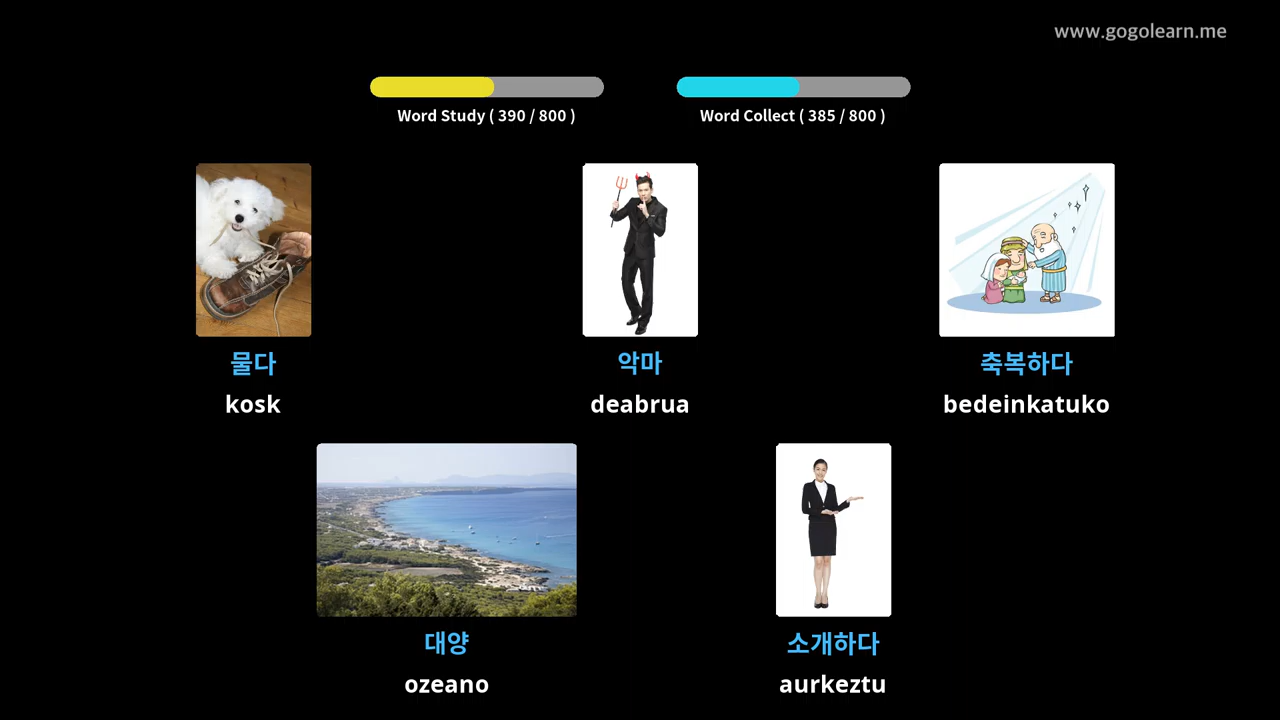 www.gogolearn.me
Word Study ( 390 / 800 )
Word Collect ( 385 / 800 )
물다
kosk
악마
deabrua
축복하다
bedeinkatuko
대양
ozeano
소개하다
aurkeztu